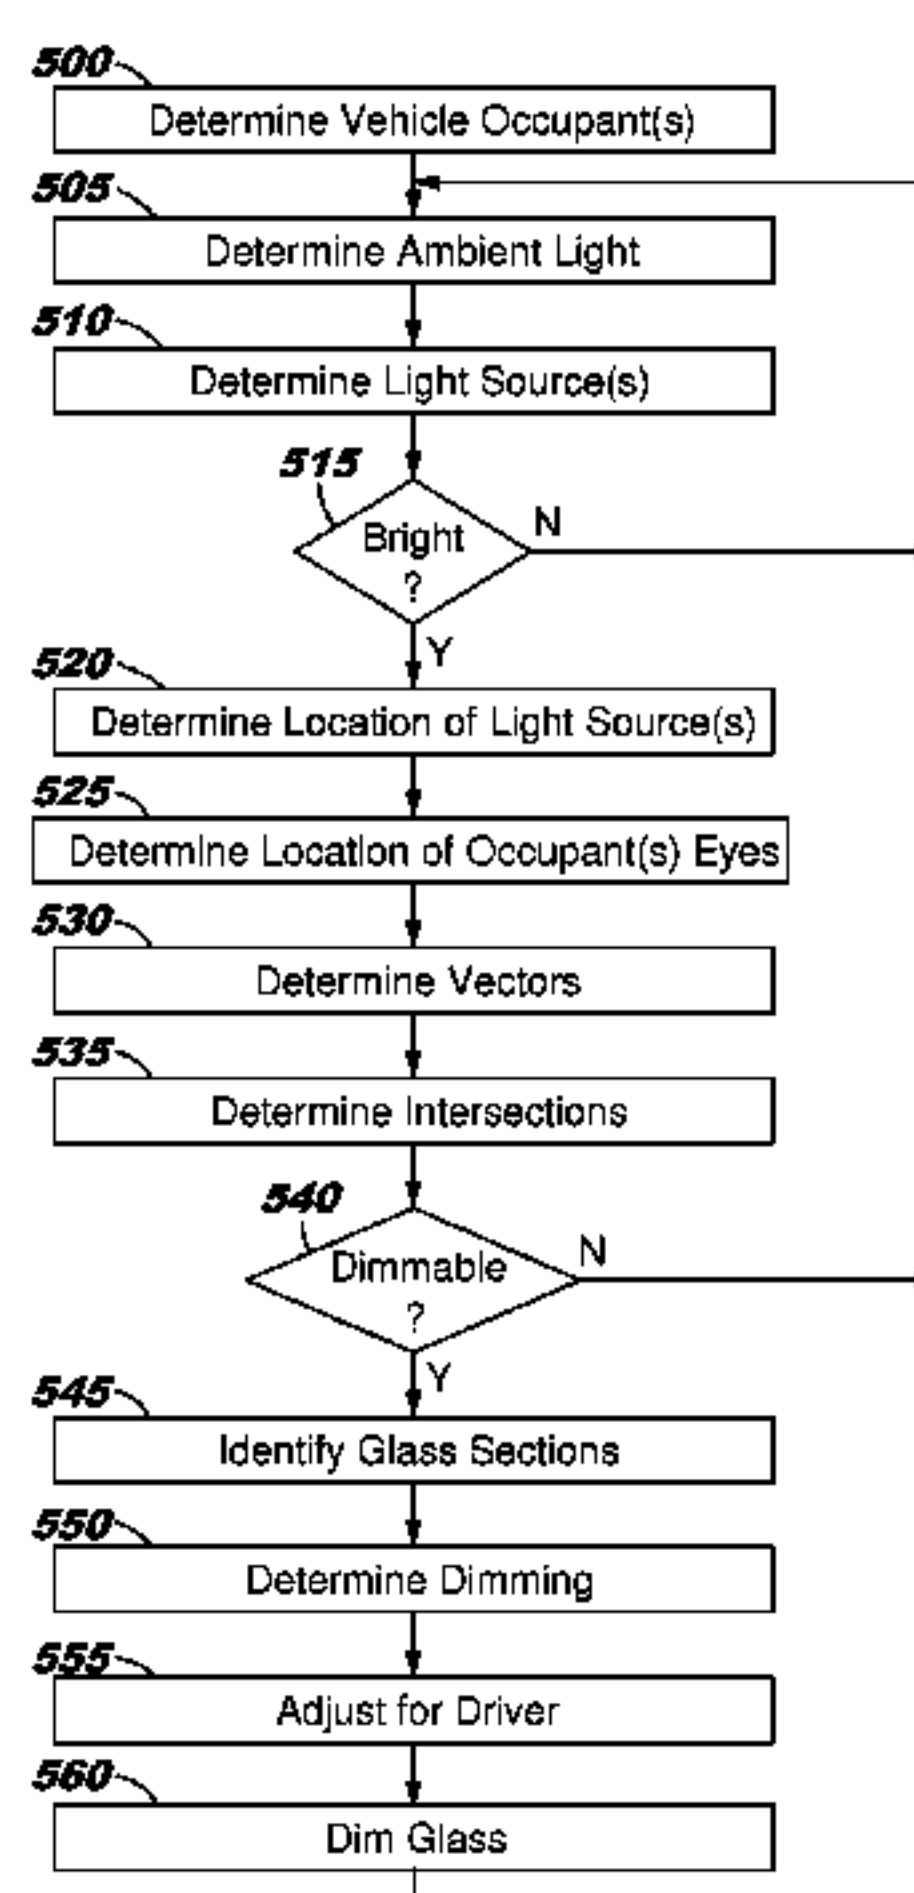 500
Determine Vehicle Occupant(s)
505
Determine Ambient Light
510
Determine Light Source(s)
515
Bright
?
N
Y
520
Determine Location of Light Source(s)
525
Determine Location of Occupant(s) Eyes
530
Determine Vectors
535
Determine Intersections
540
Dimmable
?
N
Y
545
Identify Glass Sections
550
Determine Dimming
555
Adjust for Driver
560
Dim Glass